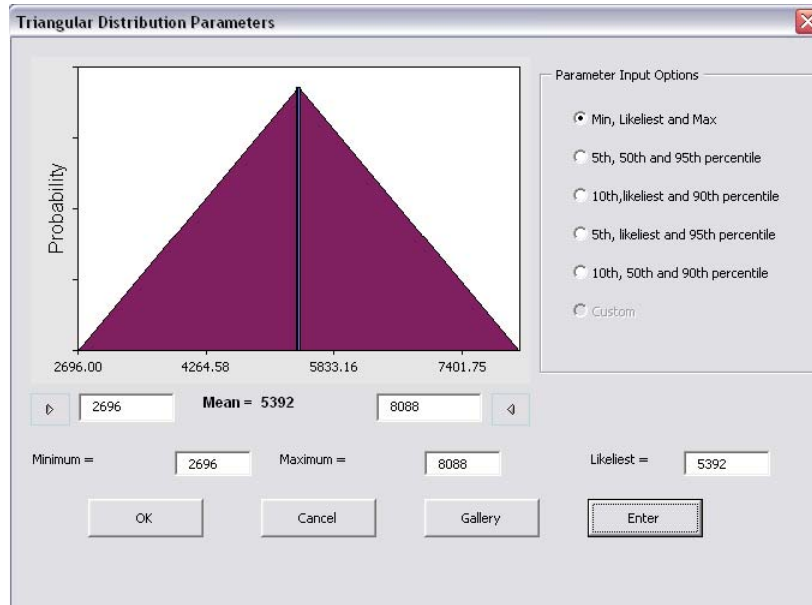 Triangular Distribution Parameters
Probability
2696.00 4264.58 5833.16 7401.75
2696 Mean = 5392 8088
Parameter Input Options
Min, Likeliest and Max
5th, 50th and 95th percentile
10th,likeliest and 90th percentile
5th, likeliest and 95th percentile
10th, 50th and 90th percentile
Custom
Minimum = 2696 Maximum = 8088 Likeliest = 5392
OK Cancel Gallery Enter